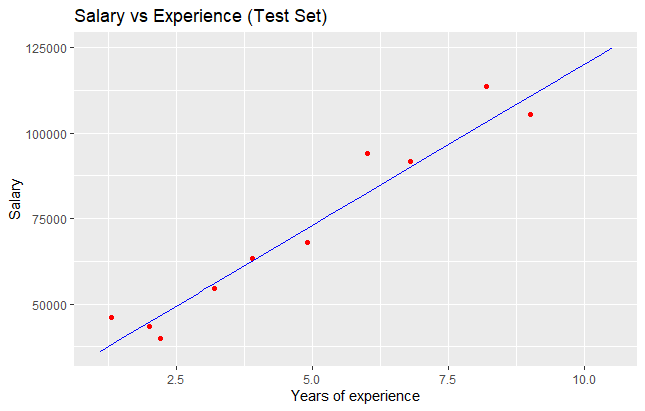 Salary vs Experience (Test Set)
125000
100000
75000
50000
Salary
2.5 5.0 7.5 10.0
Years of experience